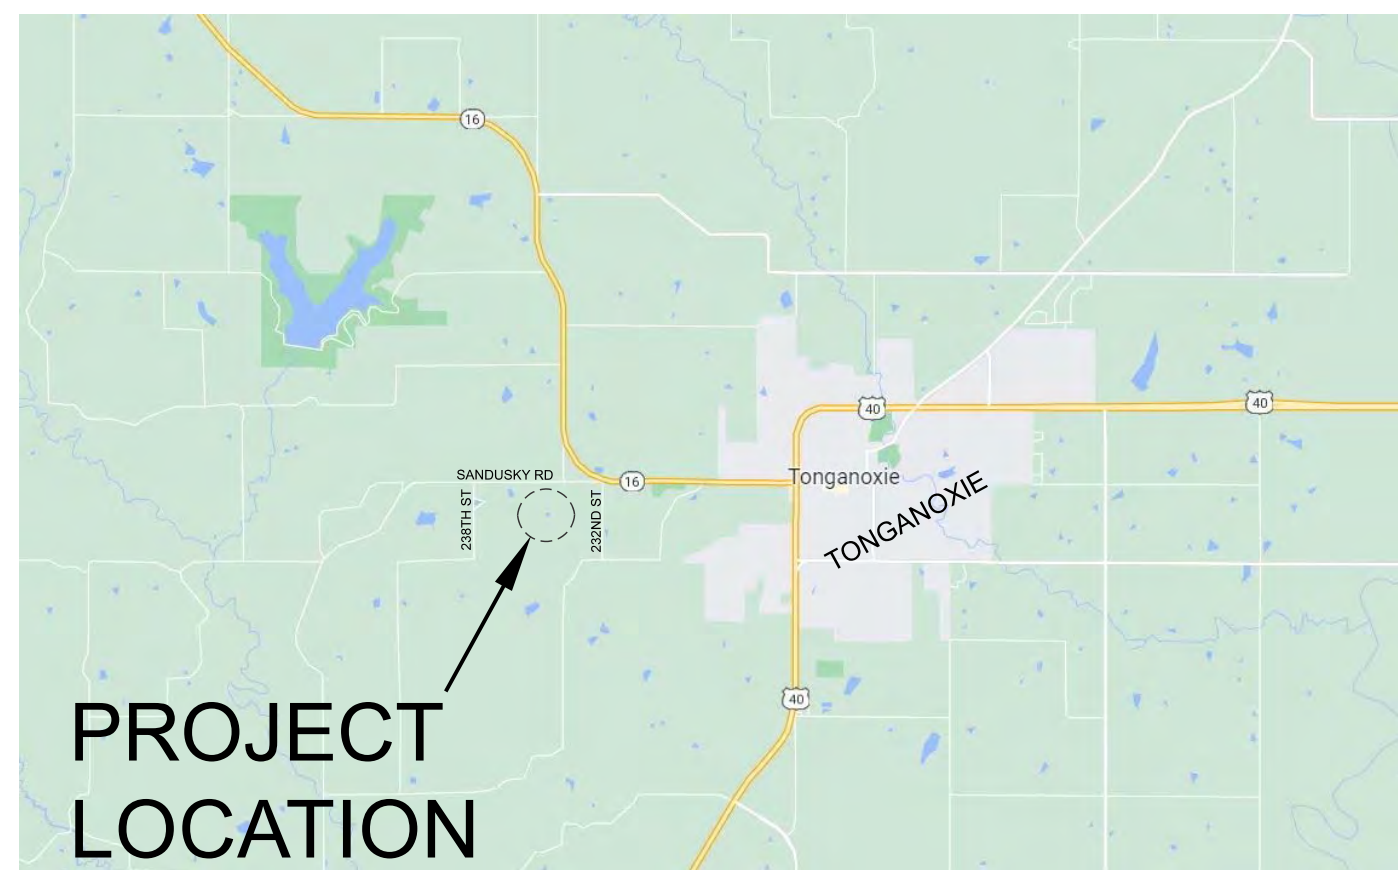 16
40
40
SANDUSKY RD
16
Tonganoxie
238TH ST
232ND ST
TONGANOXIE
40
PROJECT
LOCATION